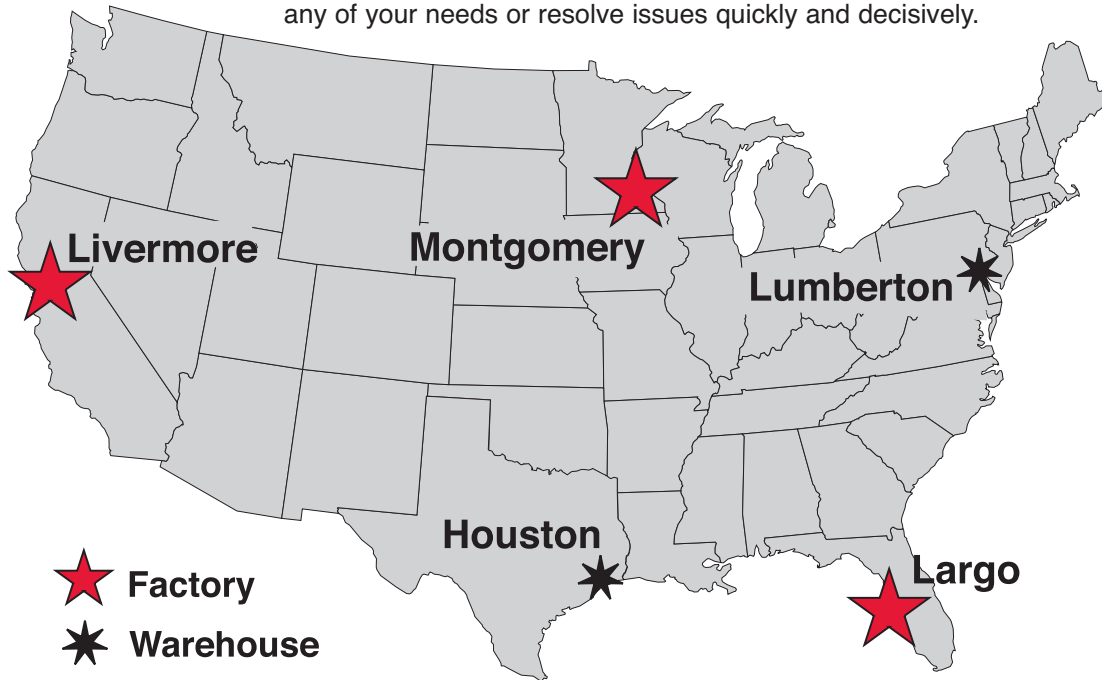 any of your needs or resolve issues quickly and decisively.
Livermore
Montgomery
Lumberton
Houston
Largo
Factory
Warehouse